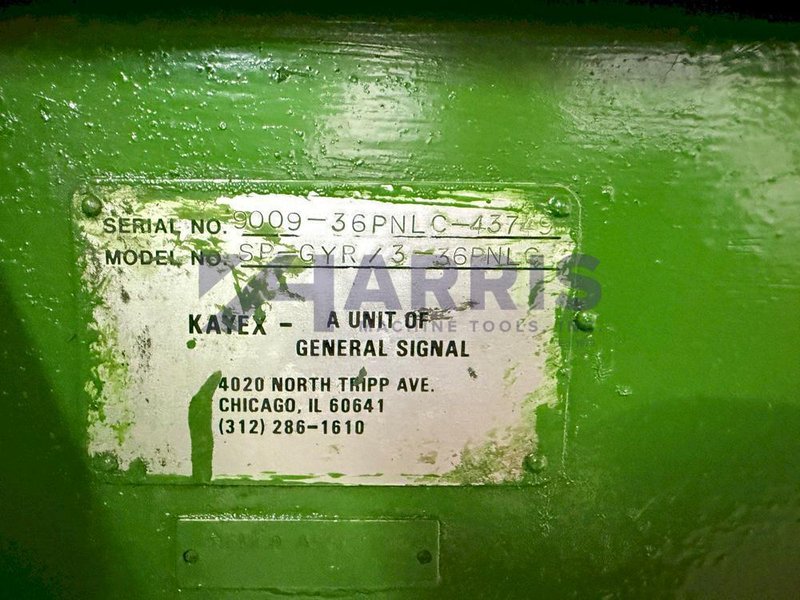 SERIAL NO. 9009-36PNLC-43749
MODEL NO. SP-GYR/3-36PNLC
HARRIS
MACHINE TOOLS, INC
KAYEX - A UNIT OF
GENERAL SIGNAL
4020 NORTH TRIPP AVE.
CHICAGO, IL 60641
(312) 286-1610